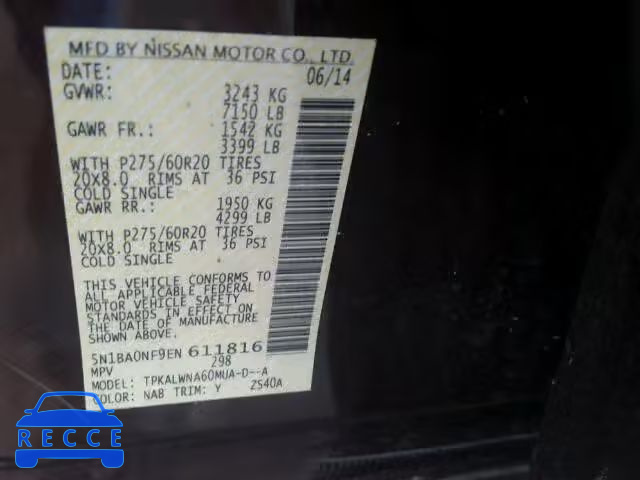 MFD BY NISSAN MOTOR CO., LTD.
DATE: 06/14
GVWR: 3243 KG
7150 LB
GAWR FR.: 1542 KG
3399 LB
WITH P275/60R20 TIRES
20X8.0 RIMS AT 36 PSI
COLD SINGLE
GAWR RR.: 1950 KG
4299 LB
WITH P275/60R20 TIRES
20X8.0 RIMS AT 36 PSI
COLD SINGLE
THIS VEHICLE CONFORMS TO
ALL APPLICABLE FEDERAL
MOTOR VEHICLE SAFETY
STANDARDS IN EFFECT ON
THE DATE OF MANUFACTURE
SHOWN ABOVE.
5N1BA0NF9EN 611816
MPV 298
MODEL: TPKALWNA60MUA-D--A
COLOR: NAB TRIM: Y ZS40A
RECCE